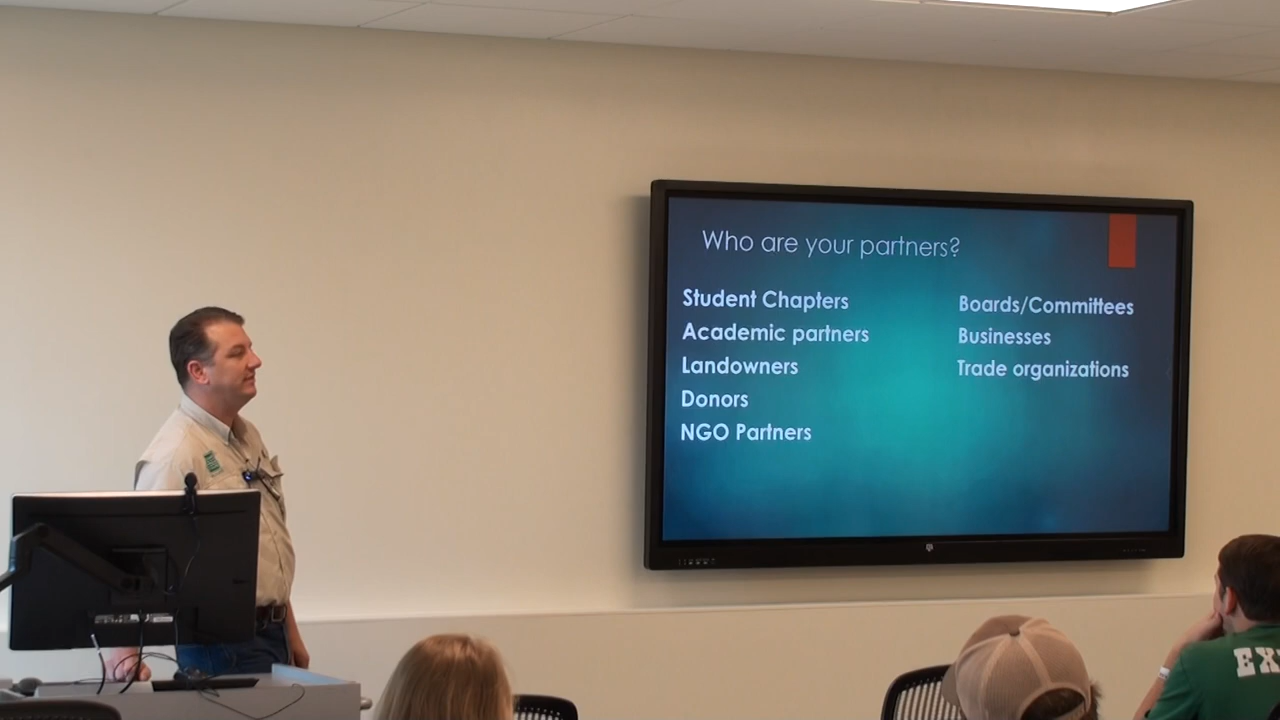 Who are your partners?
Student Chapters
Academic partners
Landowners
Donors
NGO Partners
Boards/Committees
Businesses
Trade organizations